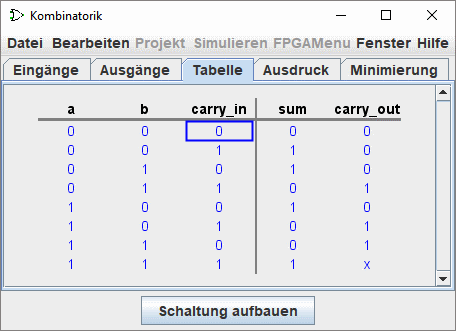 Kombinatorik
Datei Bearbeiten Projekt Simulieren FPGAMenu Fenster Hilfe
Eingänge Ausgänge Tabelle Ausdruck Minimierung
a b carry_in sum carry_out
0 0 0 0 0
0 0 1 1 0
0 1 0 1 0
0 1 1 0 1
1 0 0 1 0
1 0 1 0 1
1 1 0 0 1
1 1 1 1 x
Schaltung aufbauen